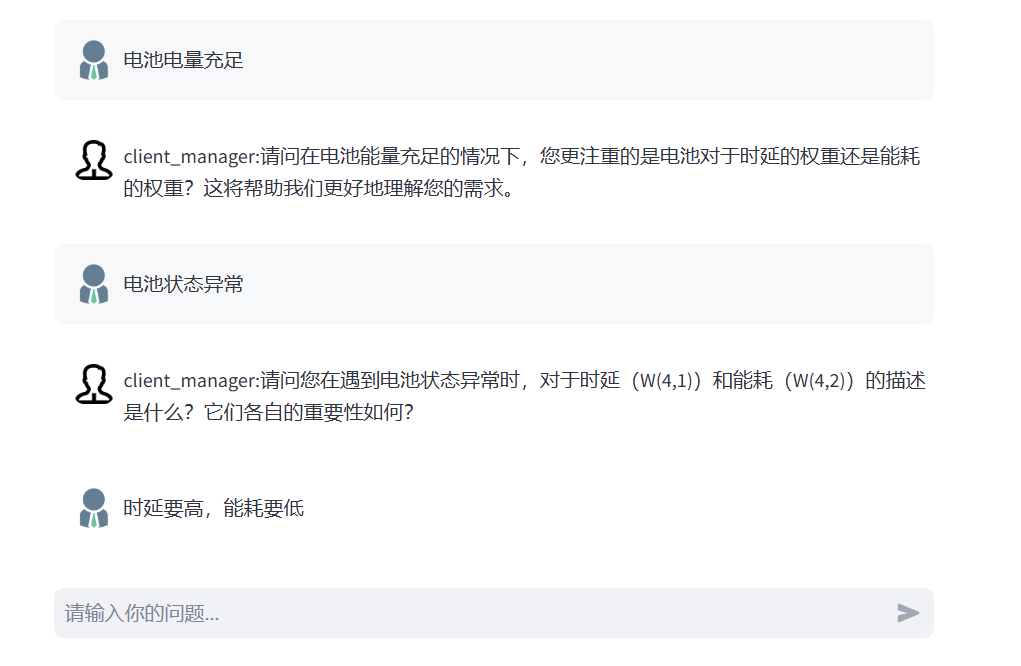 电池电量充足
client_manager:请问在电池能量充足的情况下，您更注重的是电池对于时延的权重还是能耗
的权重？这将帮助我们更好地理解您的需求。
电池状态异常
client_manager:请问您在遇到电池状态异常时，对于时延（W(4,1)）和能耗（W(4,2)）的描述
是什么？它们各自的重要性如何？
时延要高，能耗要低
请输入你的问题...